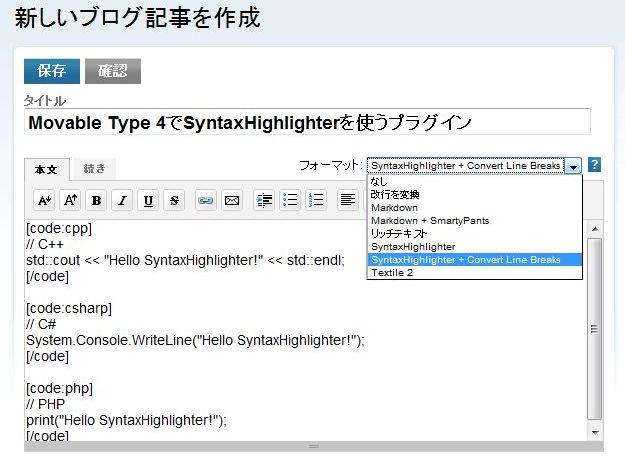 新しいブログ記事を作成
保存 確認
タイトル
Movable Type 4でSyntaxHighlighterを使うプラグイン
本文 続き フォーマット: SyntaxHighlighter + Convert Line Breaks ?
なし
改行を変換
Markdown
Markdown + SmartyPants
リッチテキスト
SyntaxHighlighter
SyntaxHighlighter + Convert Line Breaks
Textile 2
A A B I U S
[code:cpp]
// C++
std::cout << "Hello SyntaxHighlighter!" << std::endl;
[/code]
[code:csharp]
// C#
System.Console.WriteLine("Hello SyntaxHighlighter!");
[/code]
[code:php]
// PHP
print("Hello SyntaxHighlighter!");
[/code]